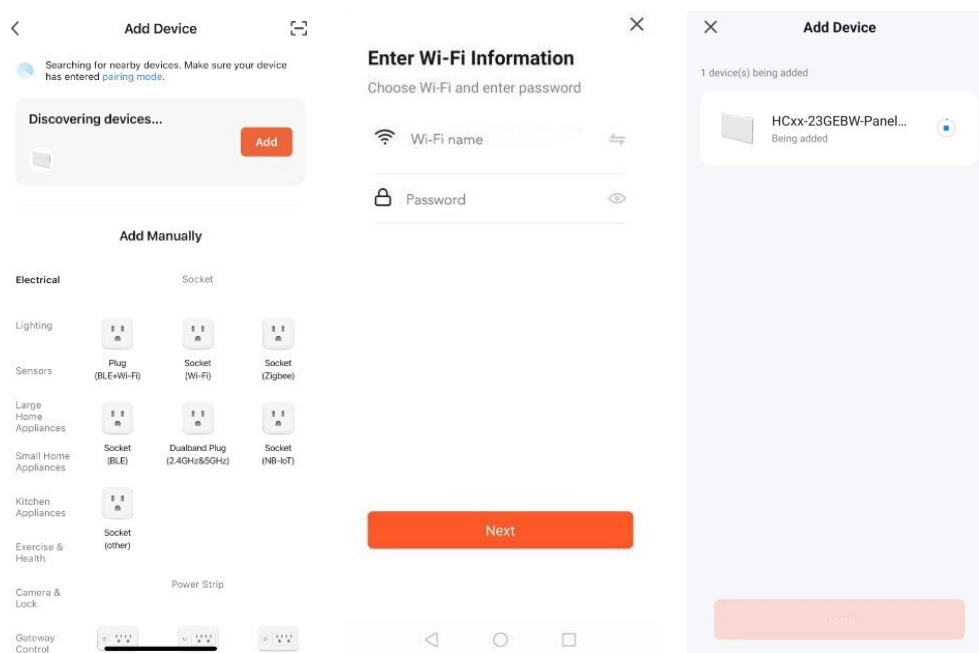 Add Device
Searching for nearby devices. Make sure your device
has entered pairing mode.
Discovering devices...
Add
Add Manually
Electrical
Socket
Lighting
Plug
(BLE+Wi-Fi)
Socket
(Wi-Fi)
Socket
(Zigbee)
Sensors
Large
Home
Appliances
Socket
(BLE)
Dualband Plug
(2.4GHz&5GHz)
Socket
(NB-IoT)
Small Home
Appliances
Kitchen
Appliances
Socket
(other)
Exercise &
Health
Power Strip
Camera &
Lock
Gateway
Control
Enter Wi-Fi Information
Choose Wi-Fi and enter password
Wi-Fi name
Password
Next
Add Device
1 device(s) being added
HCxx-23GEBW-Panel...
Being added
Done